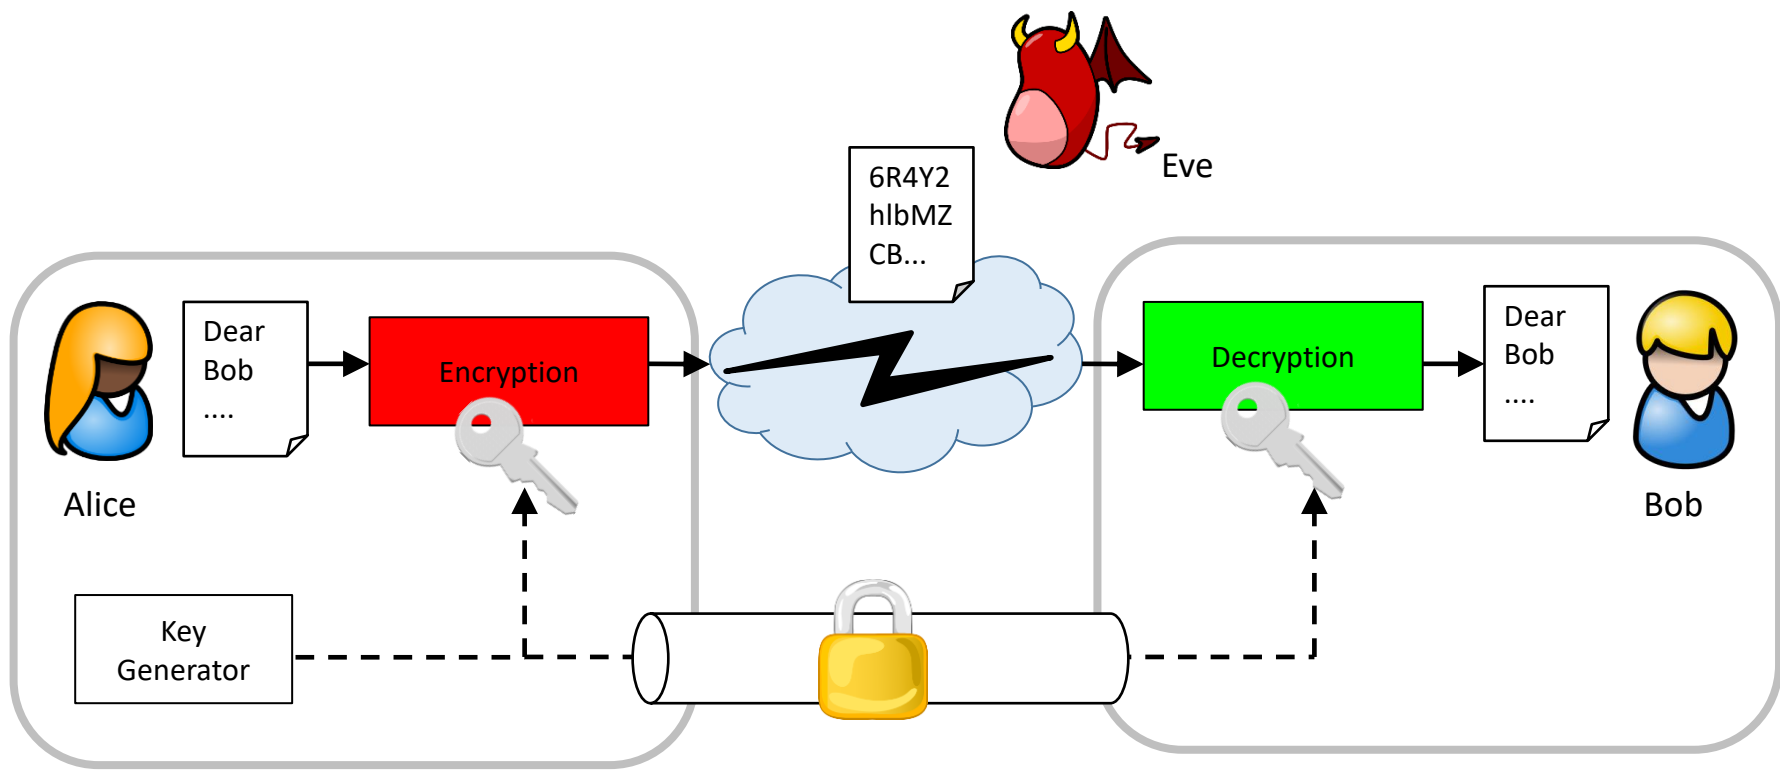 Eve
6R4Y2
hlbMZ
CB...
Dear
Bob
....
Encryption
Decryption
Dear
Bob
....
Alice
Bob
Key
Generator